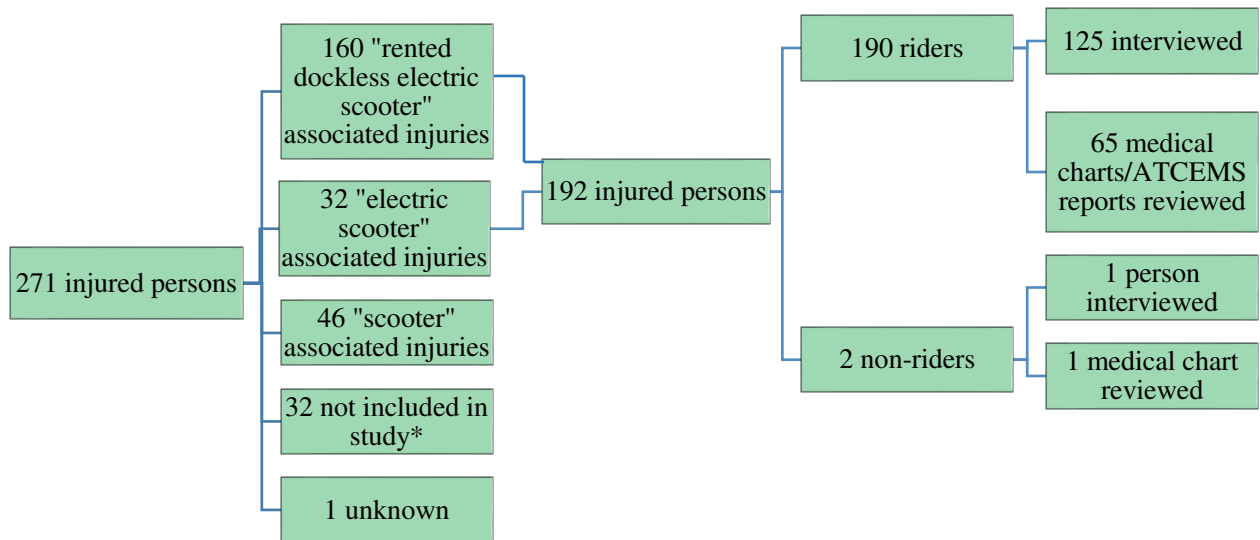 271 injured persons
160 "rented
dockless electric
scooter"
associated injuries
32 "electric
scooter"
associated injuries
46 "scooter"
associated injuries
32 not included in
study*
1 unknown
192 injured persons
190 riders
2 non-riders
125 interviewed
65 medical
charts/ATCEMS
reports reviewed
1 person
interviewed
1 medical chart
reviewed